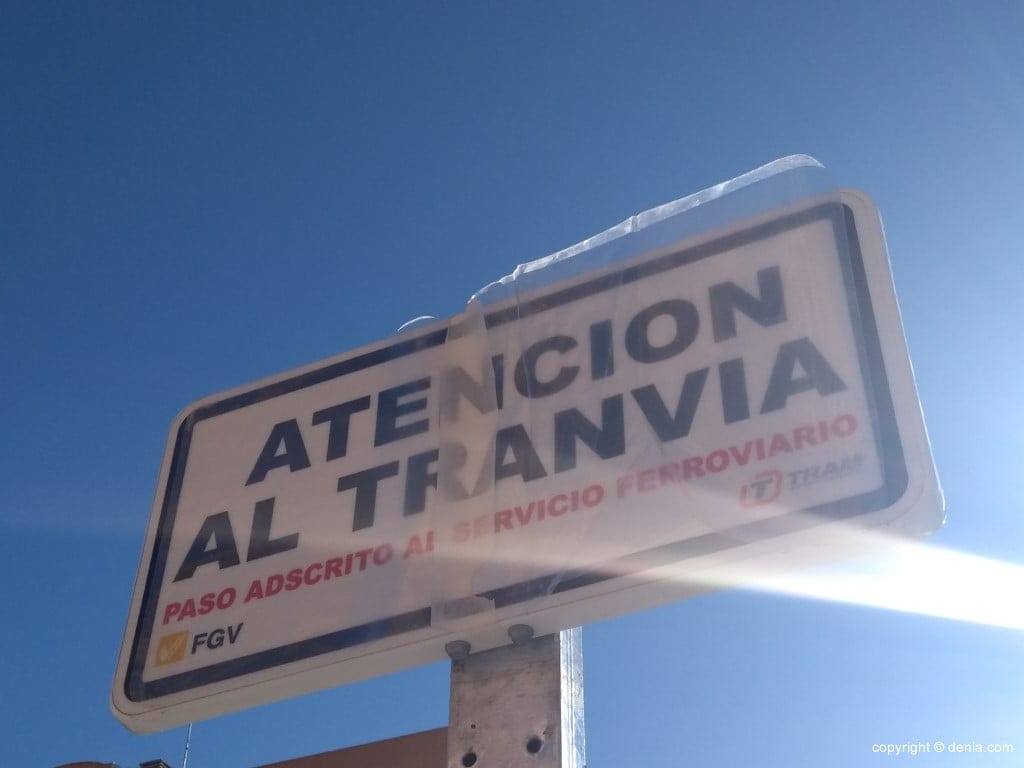 ATENCION
AL TRANVIA
PASO ADSCRITO AL SERVICIO FERROVIARIO
FGV
T TRAM
copyright © denia.com